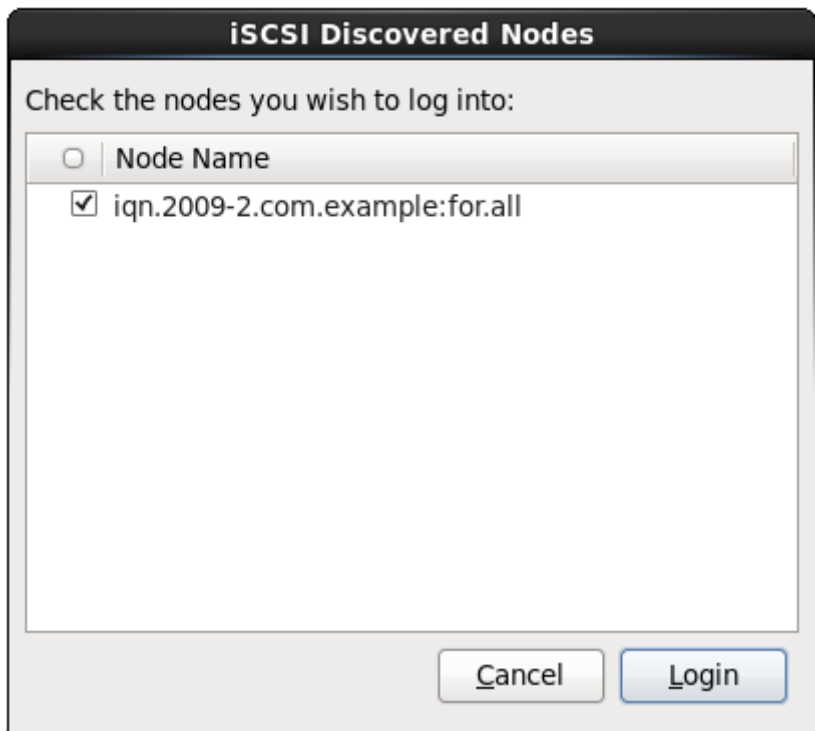 iSCSI Discovered Nodes
Check the nodes you wish to log into:
Node Name
iqn.2009-2.com.example:for.all
Cancel Login